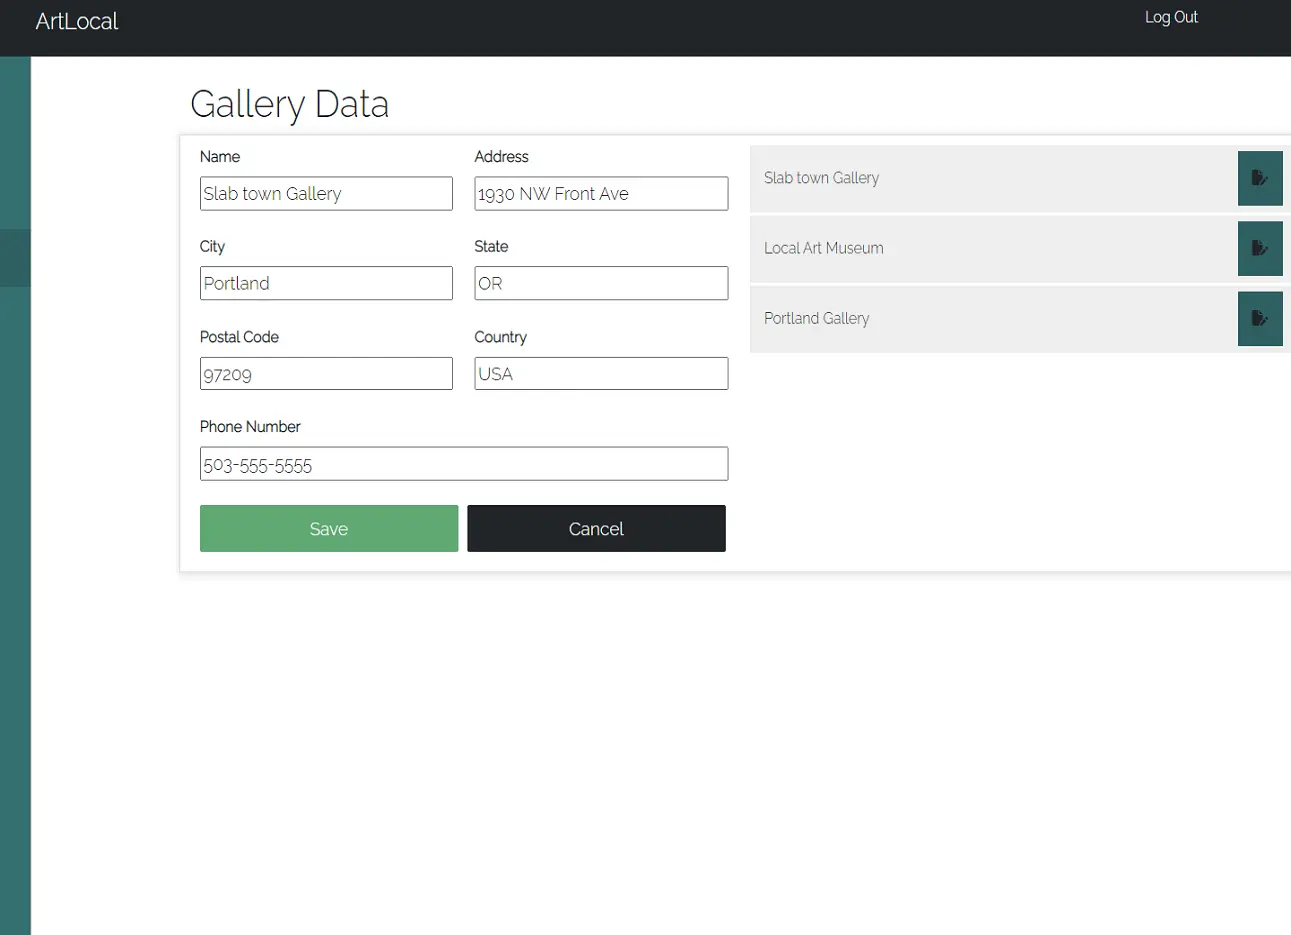 ArtLocal
Log Out
Gallery Data
Name
Address
Slab town Gallery
1930 NW Front Ave
City
State
Portland
OR
Postal Code
Country
97209
USA
Phone Number
503-555-5555
Save
Cancel
Slab town Gallery
Local Art Museum
Portland Gallery